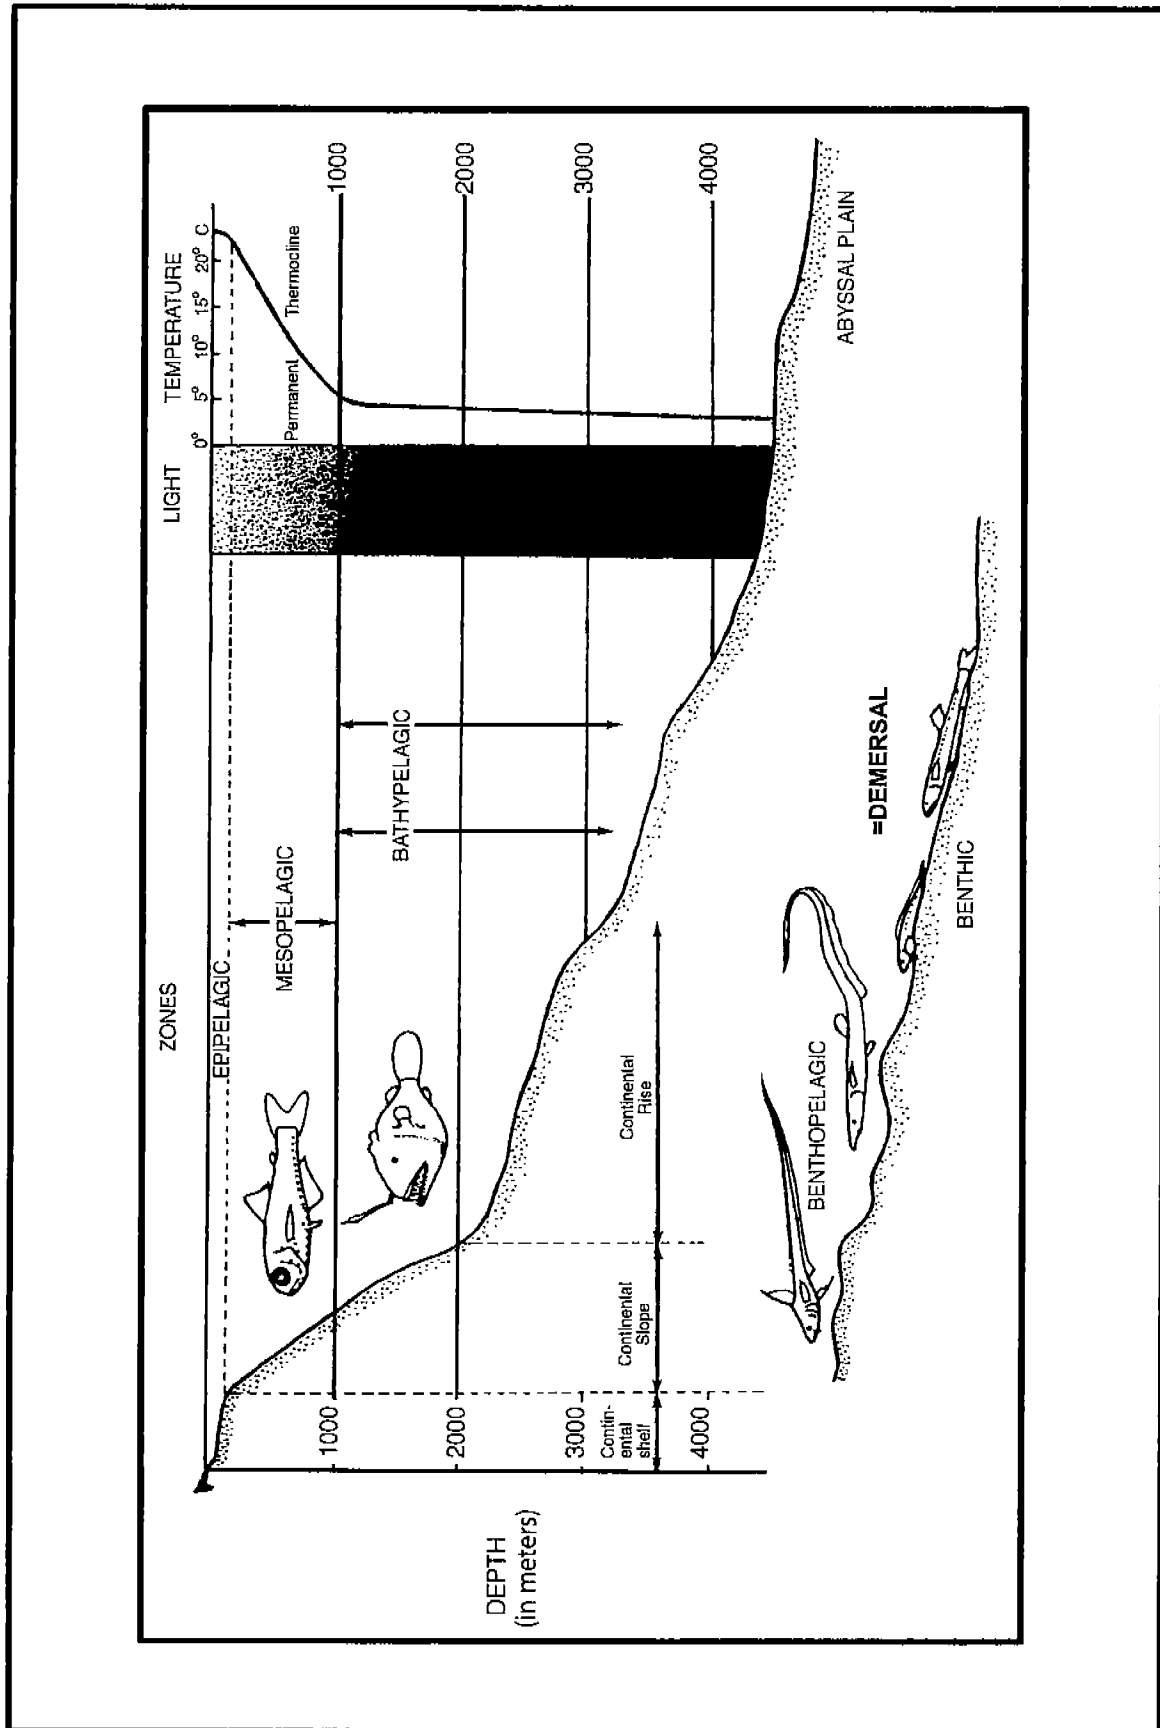 ZONES
LIGHT
TEMPERATURE
0° 5° 10° 15° 20° C
EPIPELAGIC
MESOPELAGIC
Permanent Thermocline
BATHYPELAGIC
DEPTH
(in meters)
1000
2000
3000
4000
1000
2000
3000
4000
Contin-
ental
shelf
Continental
Slope
Continental
Rise
ABYSSAL PLAIN
BENTHOPELAGIC
=DEMERSAL
BENTHIC